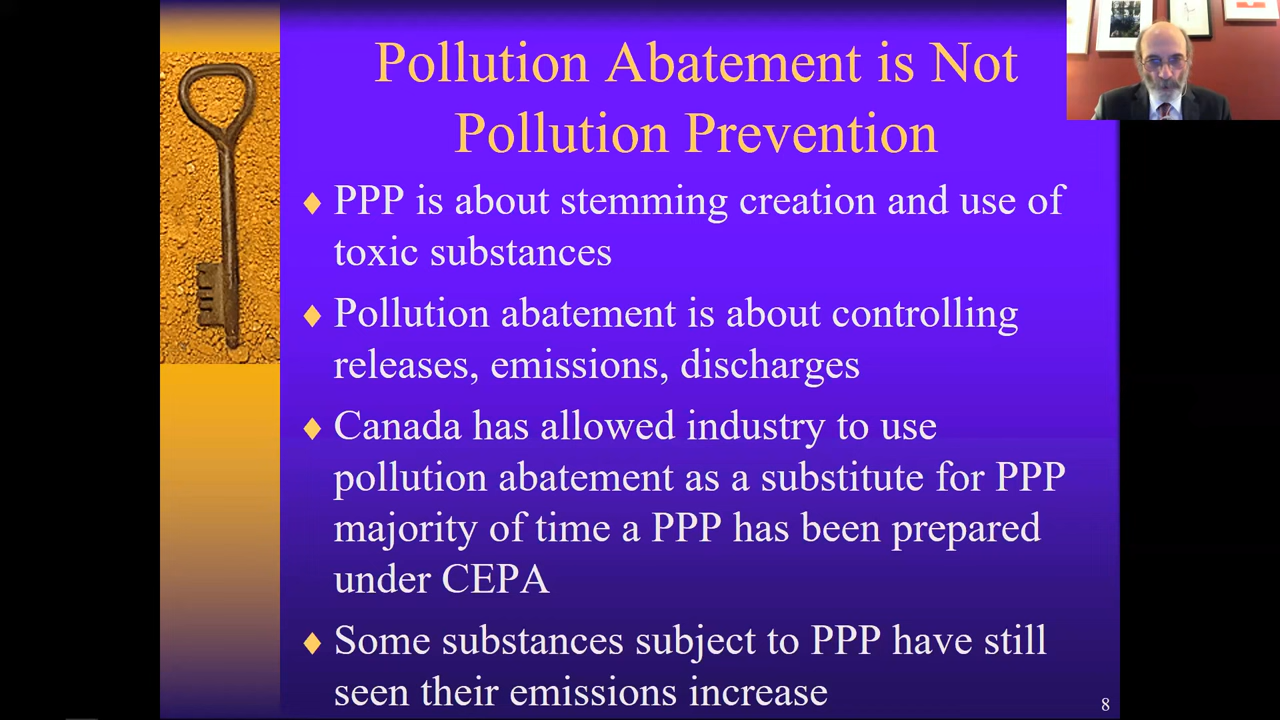 Pollution Abatement is Not
Pollution Prevention
♦ PPP is about stemming creation and use of
toxic substances
♦ Pollution abatement is about controlling
releases, emissions, discharges
♦ Canada has allowed industry to use
pollution abatement as a substitute for PPP
majority of time a PPP has been prepared
under CEPA
♦ Some substances subject to PPP have still
seen their emissions increase
8